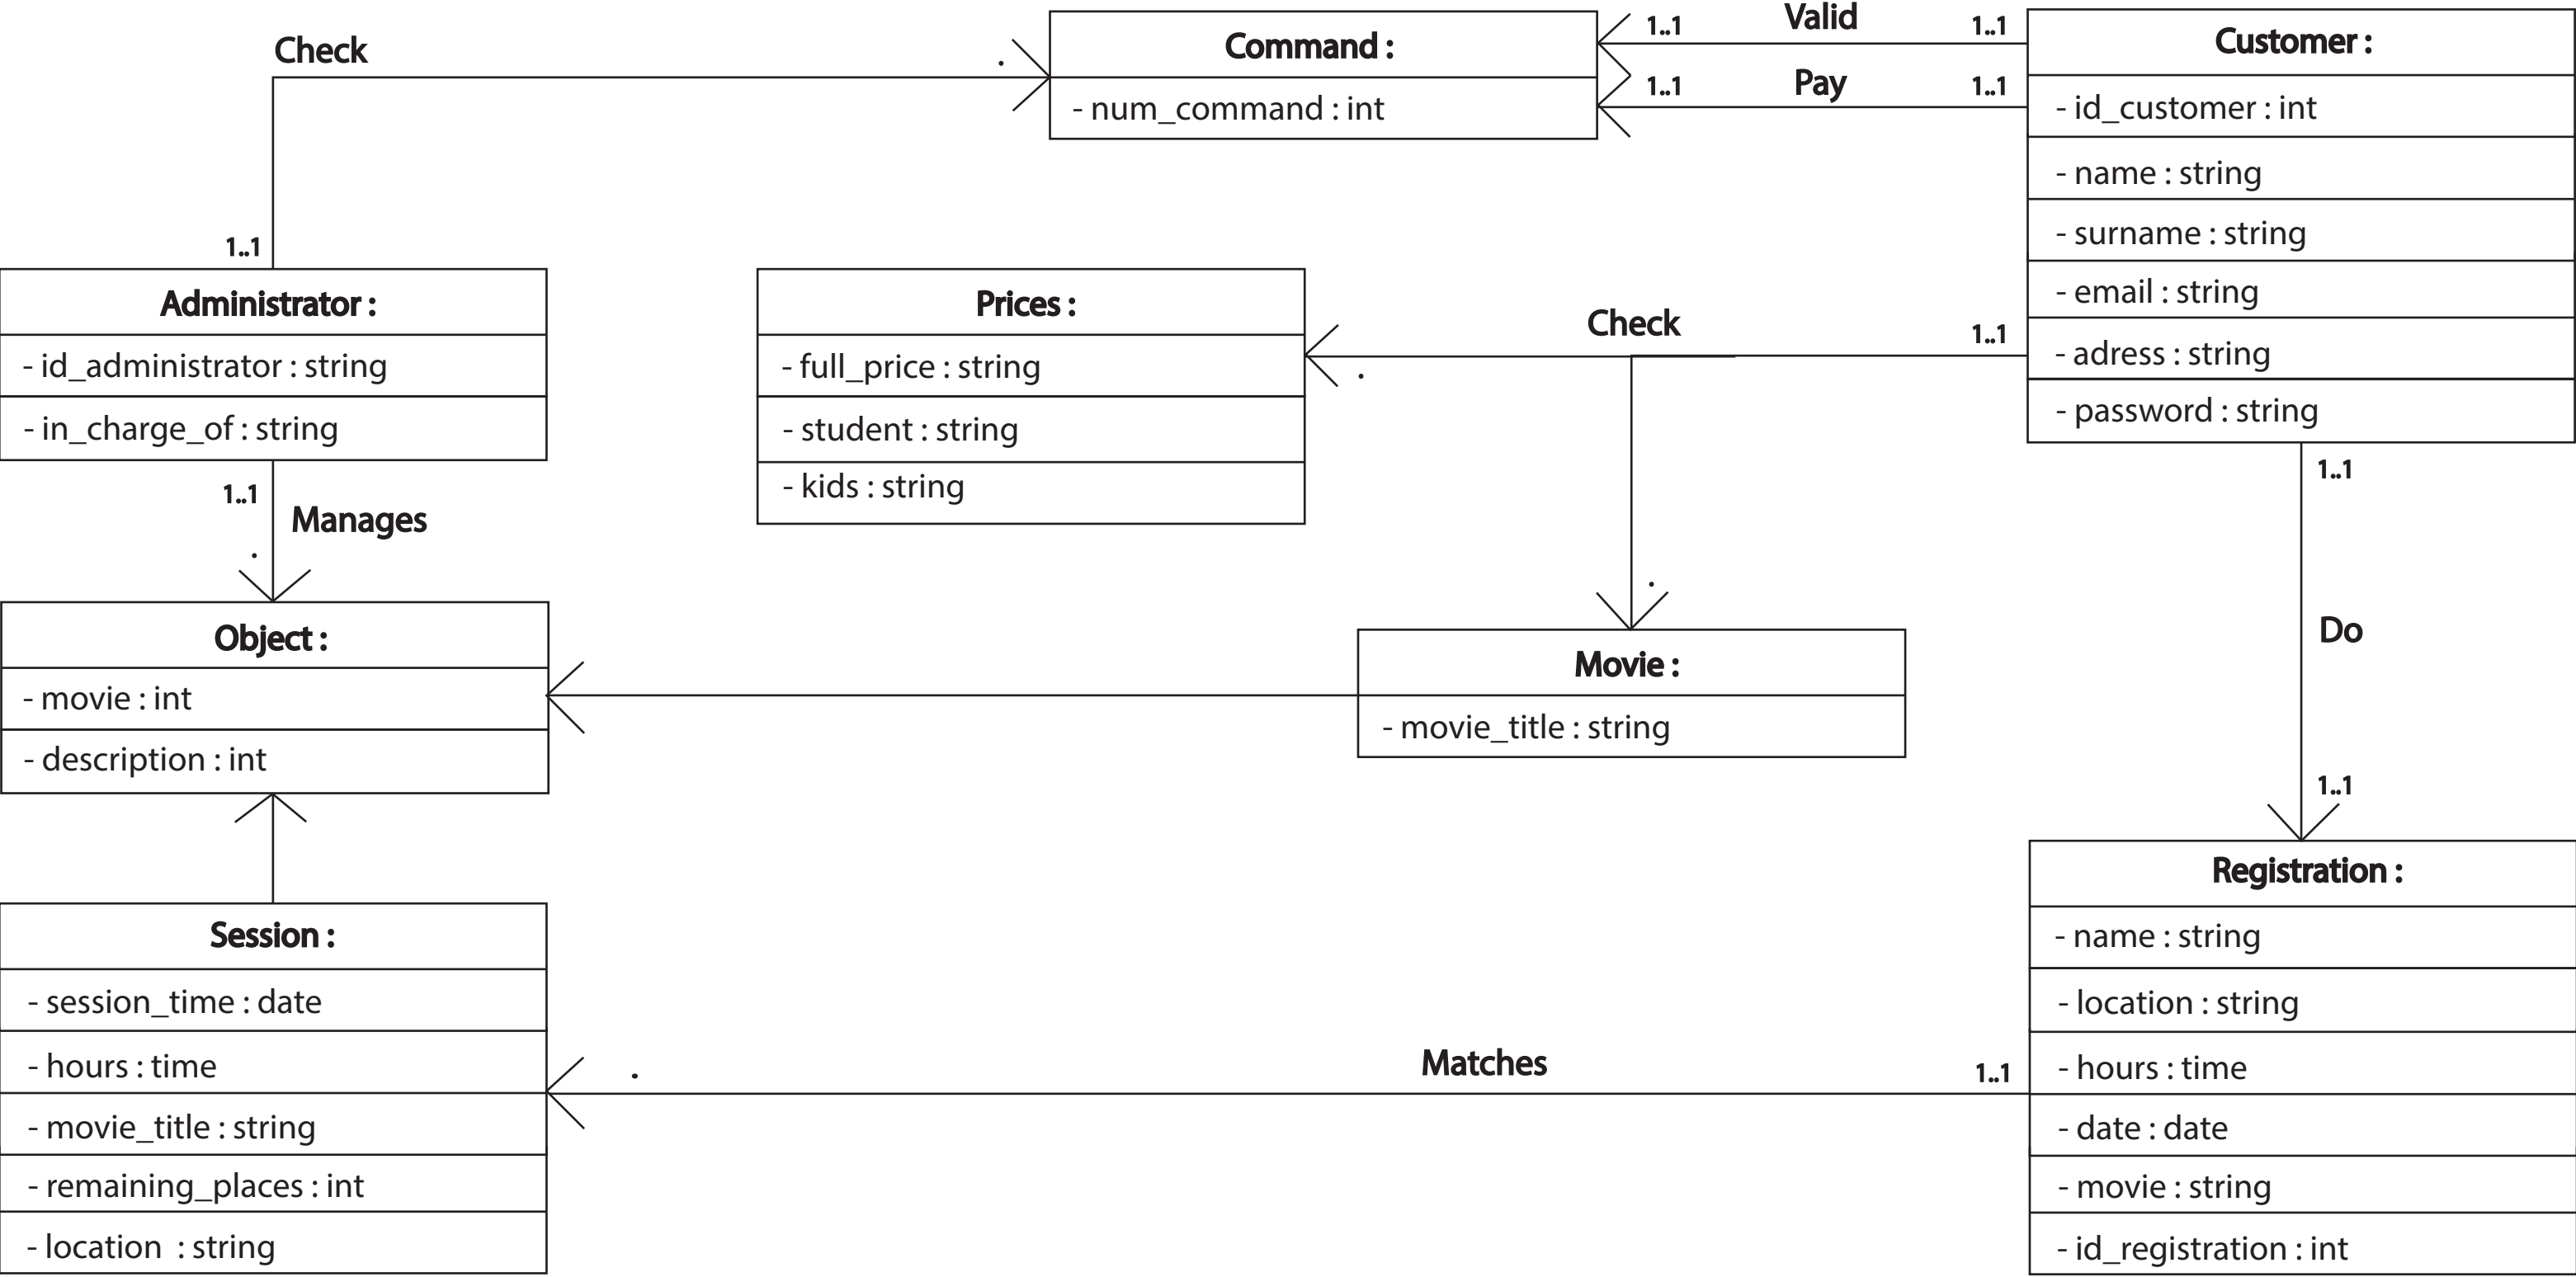 Check
.
1..1
Command :
- num_command : int
Valid
1..1
1..1
Pay
1..1
1..1
Customer :
- id_customer : int
- name : string
- surname : string
- email : string
- adress : string
- password : string
Administrator :
- id_administrator : string
- in_charge_of : string
Prices :
- full_price : string
- student : string
- kids : string
Check
1..1
.
.
1..1
Manages
.
1..1
Do
1..1
Object :
- movie : int
- description : int
Movie :
- movie_title : string
Session :
- session_time : date
- hours : time
- movie_title : string
- remaining_places : int
- location : string
.
Matches
1..1
Registration :
- name : string
- location : string
- hours : time
- date : date
- movie : string
- id_registration : int